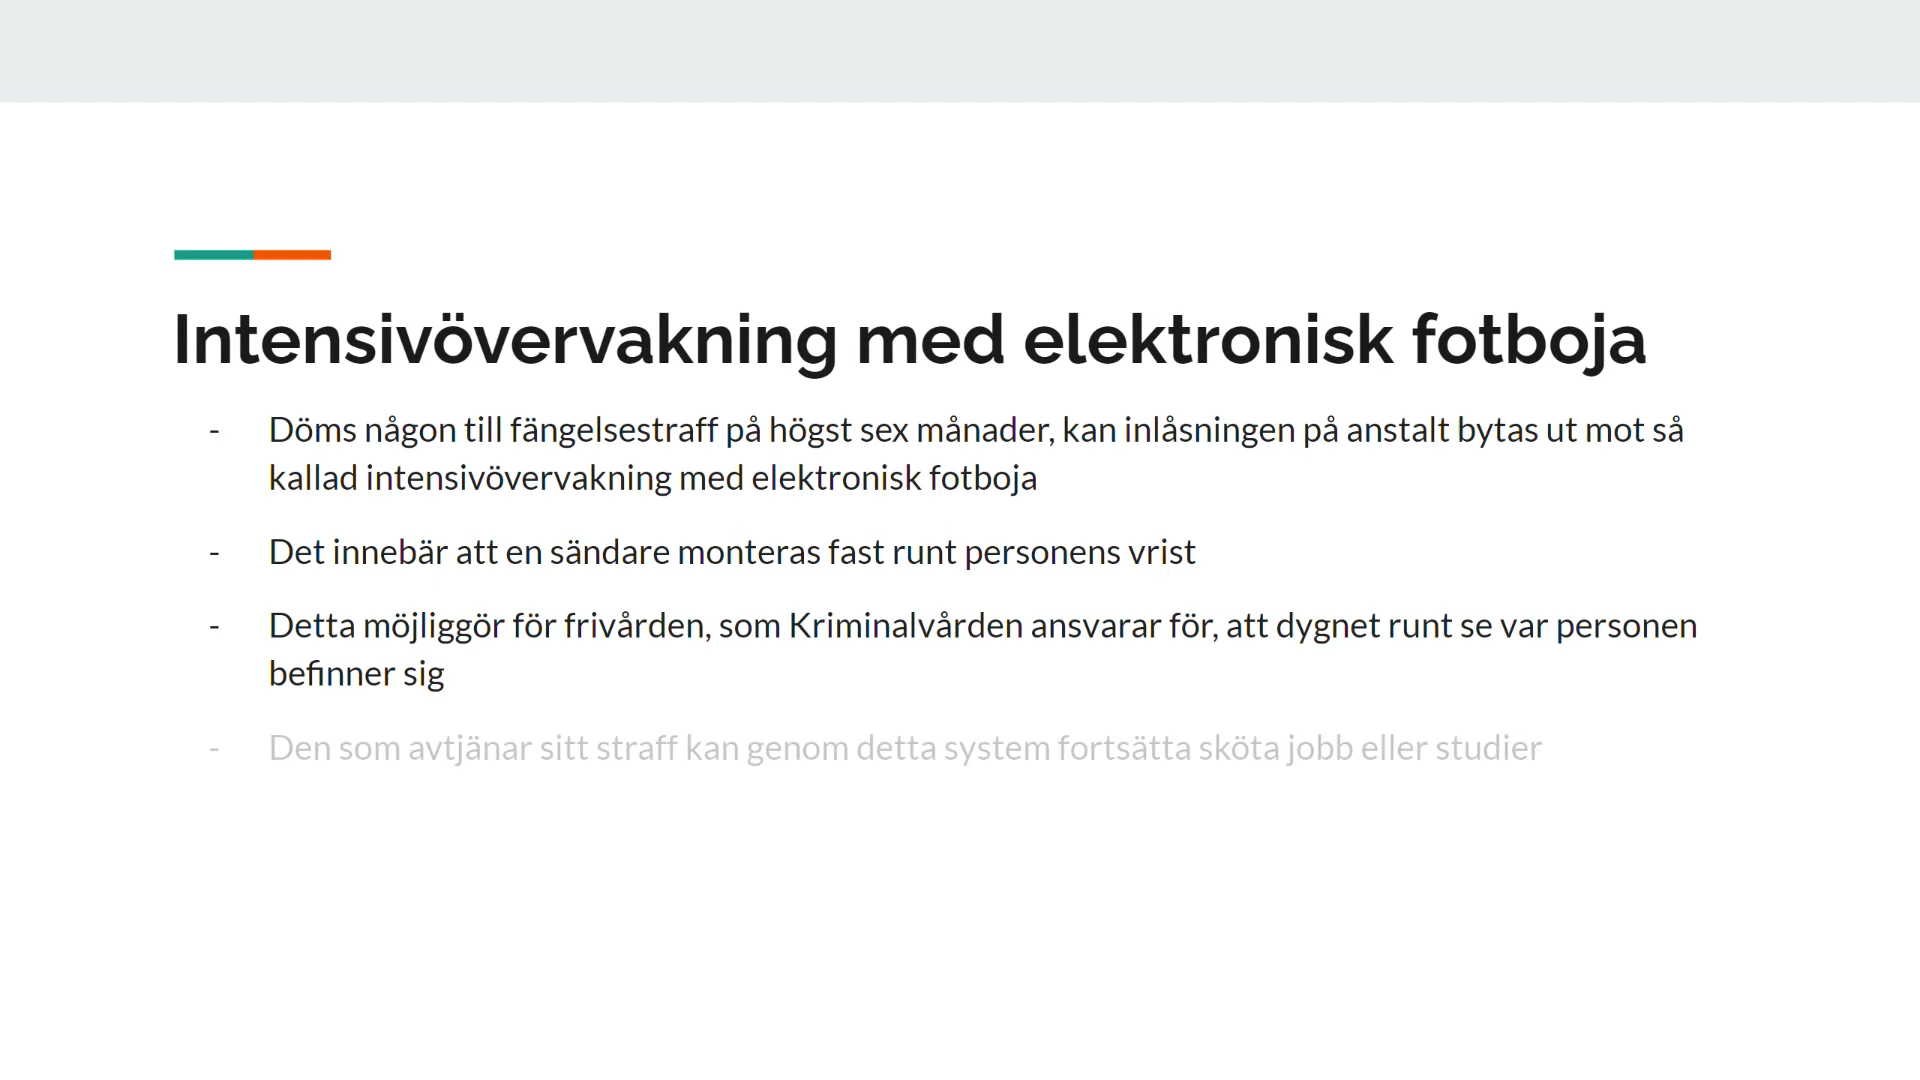 Intensivövervakning med elektronisk fotboja
- Döms någon till fängelsestraff på högst sex månader, kan inlåsningen på anstalt bytas ut mot så
kallad intensivövervakning med elektronisk fotboja
- Det innebär att en sändare monteras fast runt personens vrist
- Detta möjliggör för frivården, som Kriminalvården ansvarar för, att dygnet runt se var personen
befinner sig
- Den som avtjänar sitt straff kan genom detta system fortsätta sköta jobb eller studier